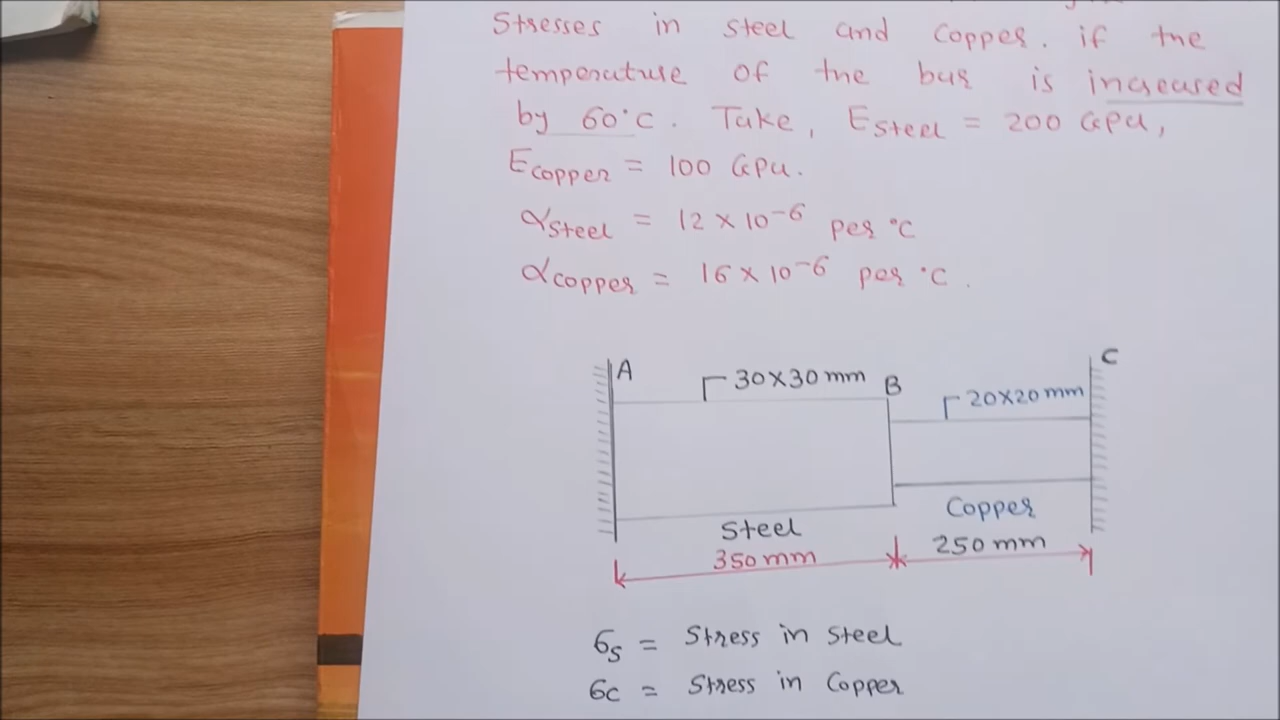 Stresses in steel and copper. if the
temperature of the bar is increased
by 60°C. Take, Esteel = 200 GPa,
Ecopper = 100 GPa.
αsteel = 12 × 10⁻⁶ per °C
αcopper = 16 × 10⁻⁶ per °C.
A 30×30 mm B 20×20 mm C
Steel Copper
350 mm 250 mm
σs = Stress in steel
σc = Stress in Copper